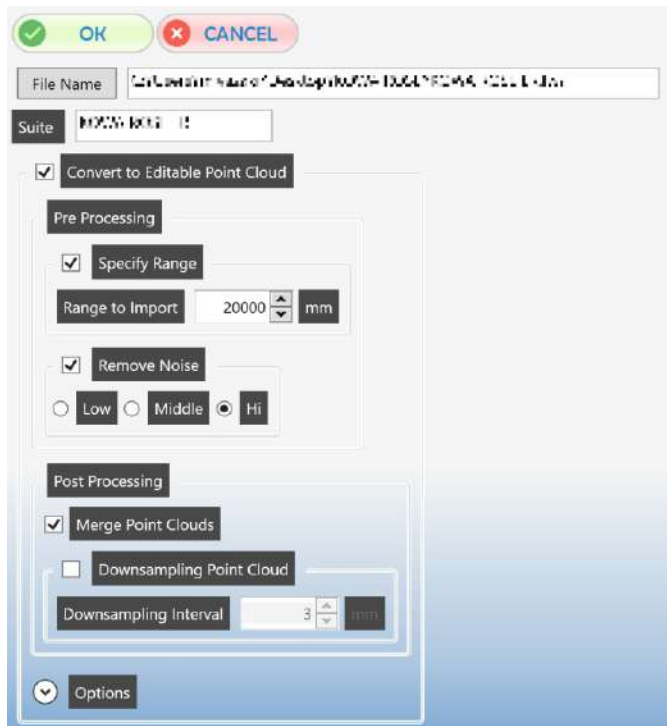 OK CANCEL
File Name
Suite
Convert to Editable Point Cloud
Pre Processing
Specify Range
Range to Import 20000 mm
Remove Noise
Low Middle Hi
Post Processing
Merge Point Clouds
Downsampling Point Cloud
Downsampling Interval 3 mm
Options